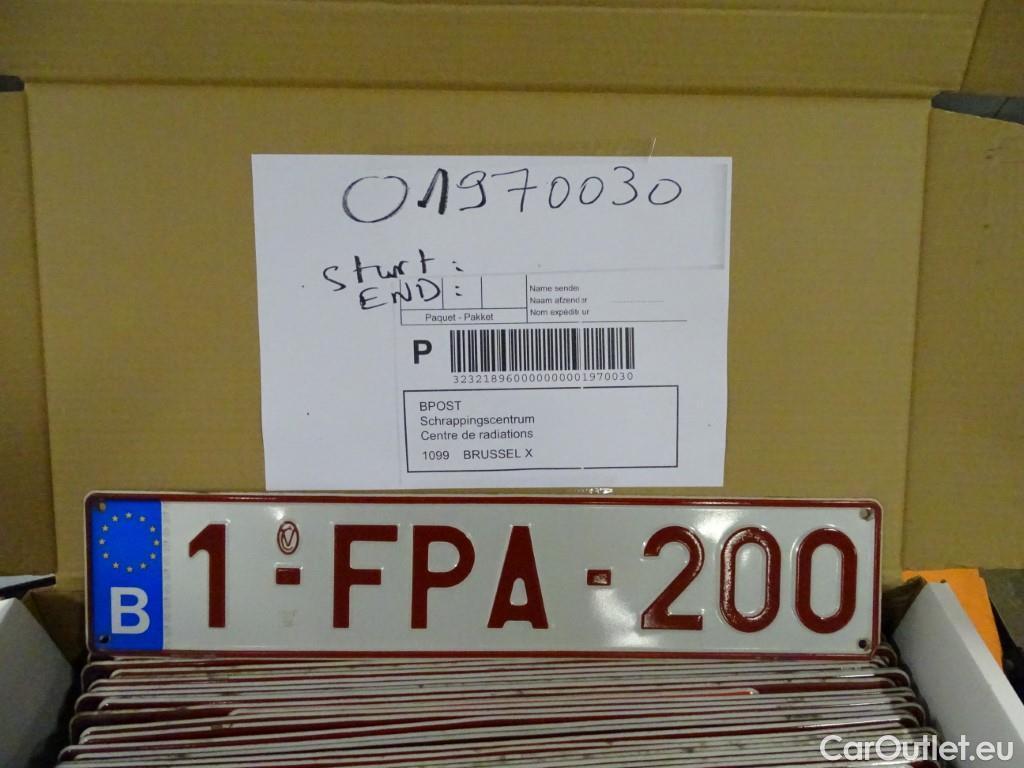 01970030
Start:
END:
Name sender
Naam afzender
Nom expéditeur
Paquet - Pakket
P
323218960000000001970030
BPOST
Schrappingscentrum
Centre de radiations
1099 BRUSSEL X
B 1-FPA-200
CarOutlet.eu